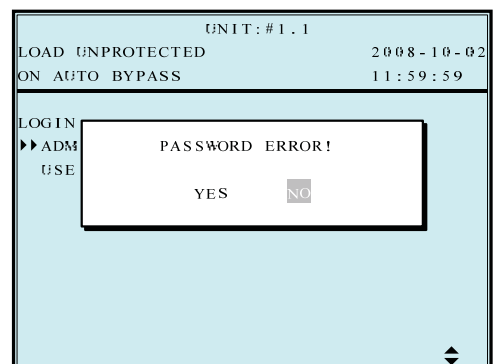 UNIT:#1.1
LOAD UNPROTECTED 2008-10-02
ON AUTO BYPASS 11:59:59
LOGIN
ADM
USE
PASSWORD ERROR!
YES NO